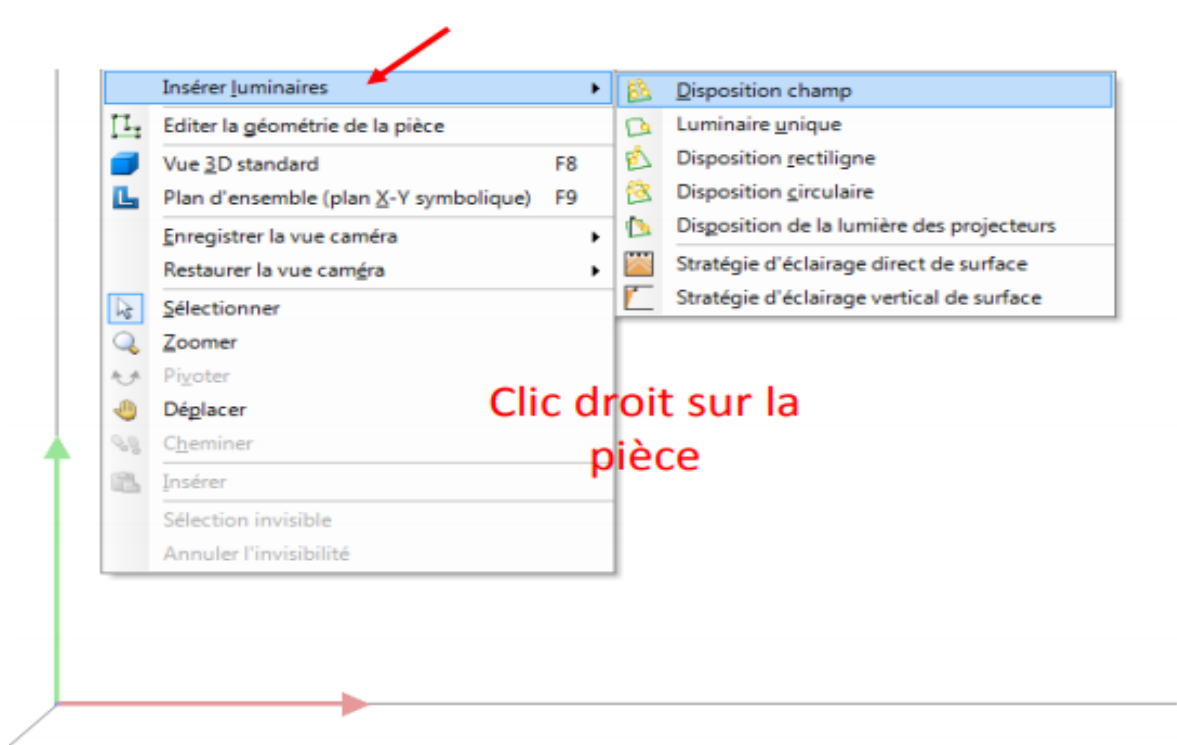 Insérer luminaires
Editer la géométrie de la pièce
Vue 3D standard F8
Plan d'ensemble (plan X-Y symbolique) F9
Enregistrer la vue caméra
Restaurer la vue caméra
Sélectionner
Zoomer
Pivoter
Déplacer
Cheminer
Insérer
Sélection invisible
Annuler l'invisibilité
Disposition champ
Luminaire unique
Disposition rectiligne
Disposition circulaire
Disposition de la lumière des projecteurs
Stratégie d'éclairage direct de surface
Stratégie d'éclairage vertical de surface
Clic droit sur la
pièce